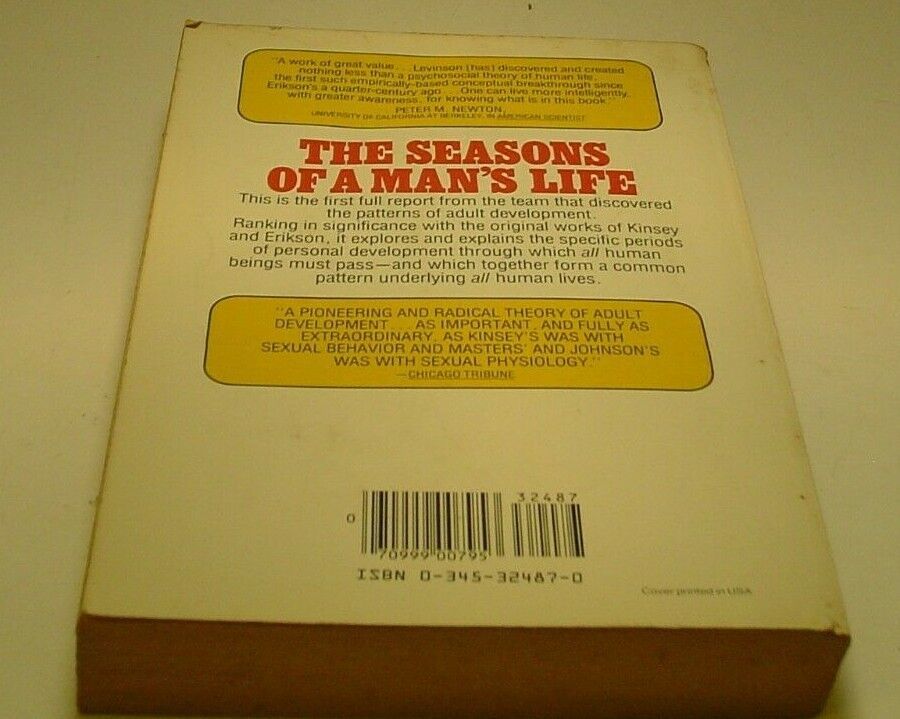 "A work of great value . . . Levinson [has] discovered and created
nothing less than a psychosocial theory of human life,
the first such empirically-based conceptual breakthrough since
Erikson's a quarter-century ago . . . One can live more intelligently,
with greater awareness, for knowing what is in this book"
PETER M. NEWTON,
UNIVERSITY OF CALIFORNIA AT BERKELEY, IN AMERICAN SCIENTIST
THE SEASONS
OF A MAN'S LIFE
This is the first full report from the team that discovered
the patterns of adult development.
Ranking in significance with the original works of Kinsey
and Erikson, it explores and explains the specific periods
of personal development through which all human
beings must pass—and which together form a common
pattern underlying all human lives.
"A PIONEERING AND RADICAL THEORY OF ADULT
DEVELOPMENT . . . AS IMPORTANT, AND FULLY AS
EXTRAORDINARY, AS KINSEY'S WAS WITH
SEXUAL BEHAVIOR AND MASTERS' AND JOHNSON'S
WAS WITH SEXUAL PHYSIOLOGY."
—CHICAGO TRIBUNE
32487
0
70999 00795
ISBN 0-345-32487-0
Cover printed in USA